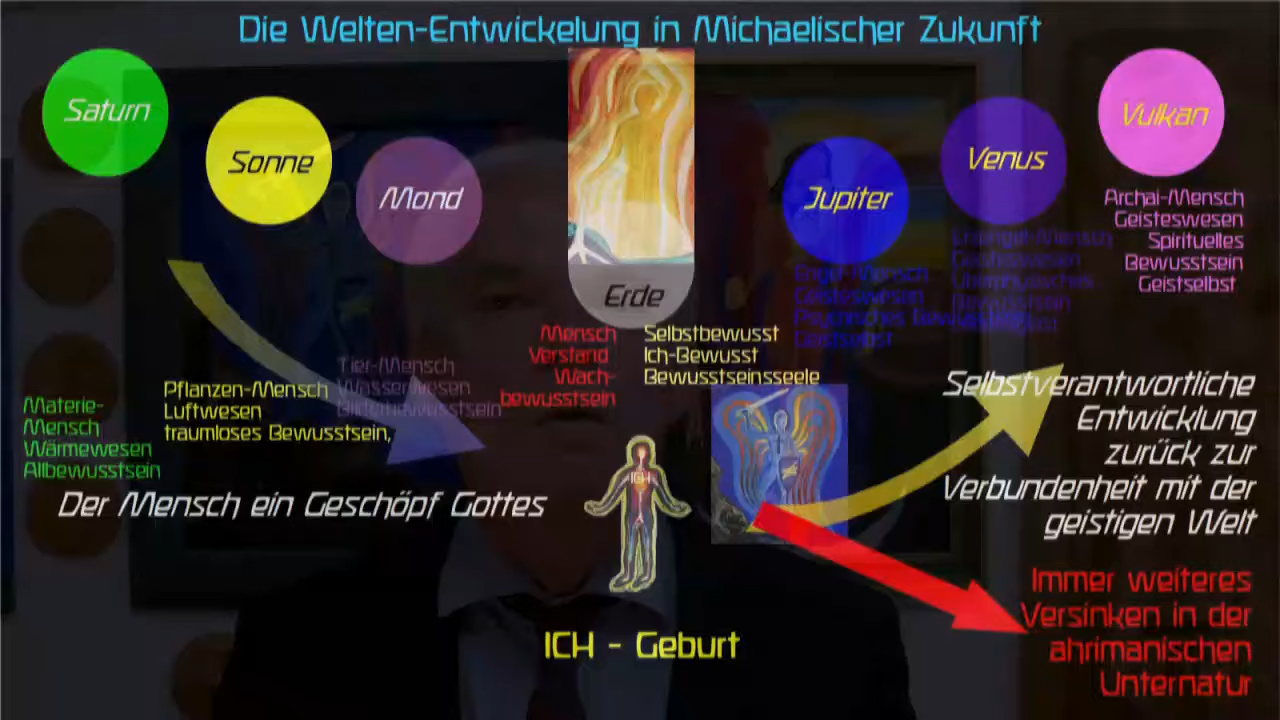 Die Welten-Entwickelung in Michaelischer Zukunft
Saturn
Sonne
Mond
Erde
Jupiter
Venus
Vulkan
Materie-
Mensch
Wärmewesen
Allbewusstsein
Pflanzen-Mensch
Luftwesen
traumloses Bewusstsein,
Tier-Mensch
Wasserwesen
Bilderbewusstsein
Mensch
Verstand
Wach-
bewusstsein
Selbstbewusst
Ich-Bewusst
Bewusstseinsseele
Engel-Mensch
Geisteswesen
Psychisches
Geistselbst
Geisteswesen
Bewusstsein
Archai-Mensch
Geisteswesen
Spirituelles
Bewusstsein
Geistselbst
Der Mensch ein Geschöpf Gottes
ICH
ICH - Geburt
Selbstverantwortliche
Entwicklung
zurück zur
Verbundenheit mit der
geistigen Welt
Immer weiteres
Versinken in der
ahrimanischen
Unternatur